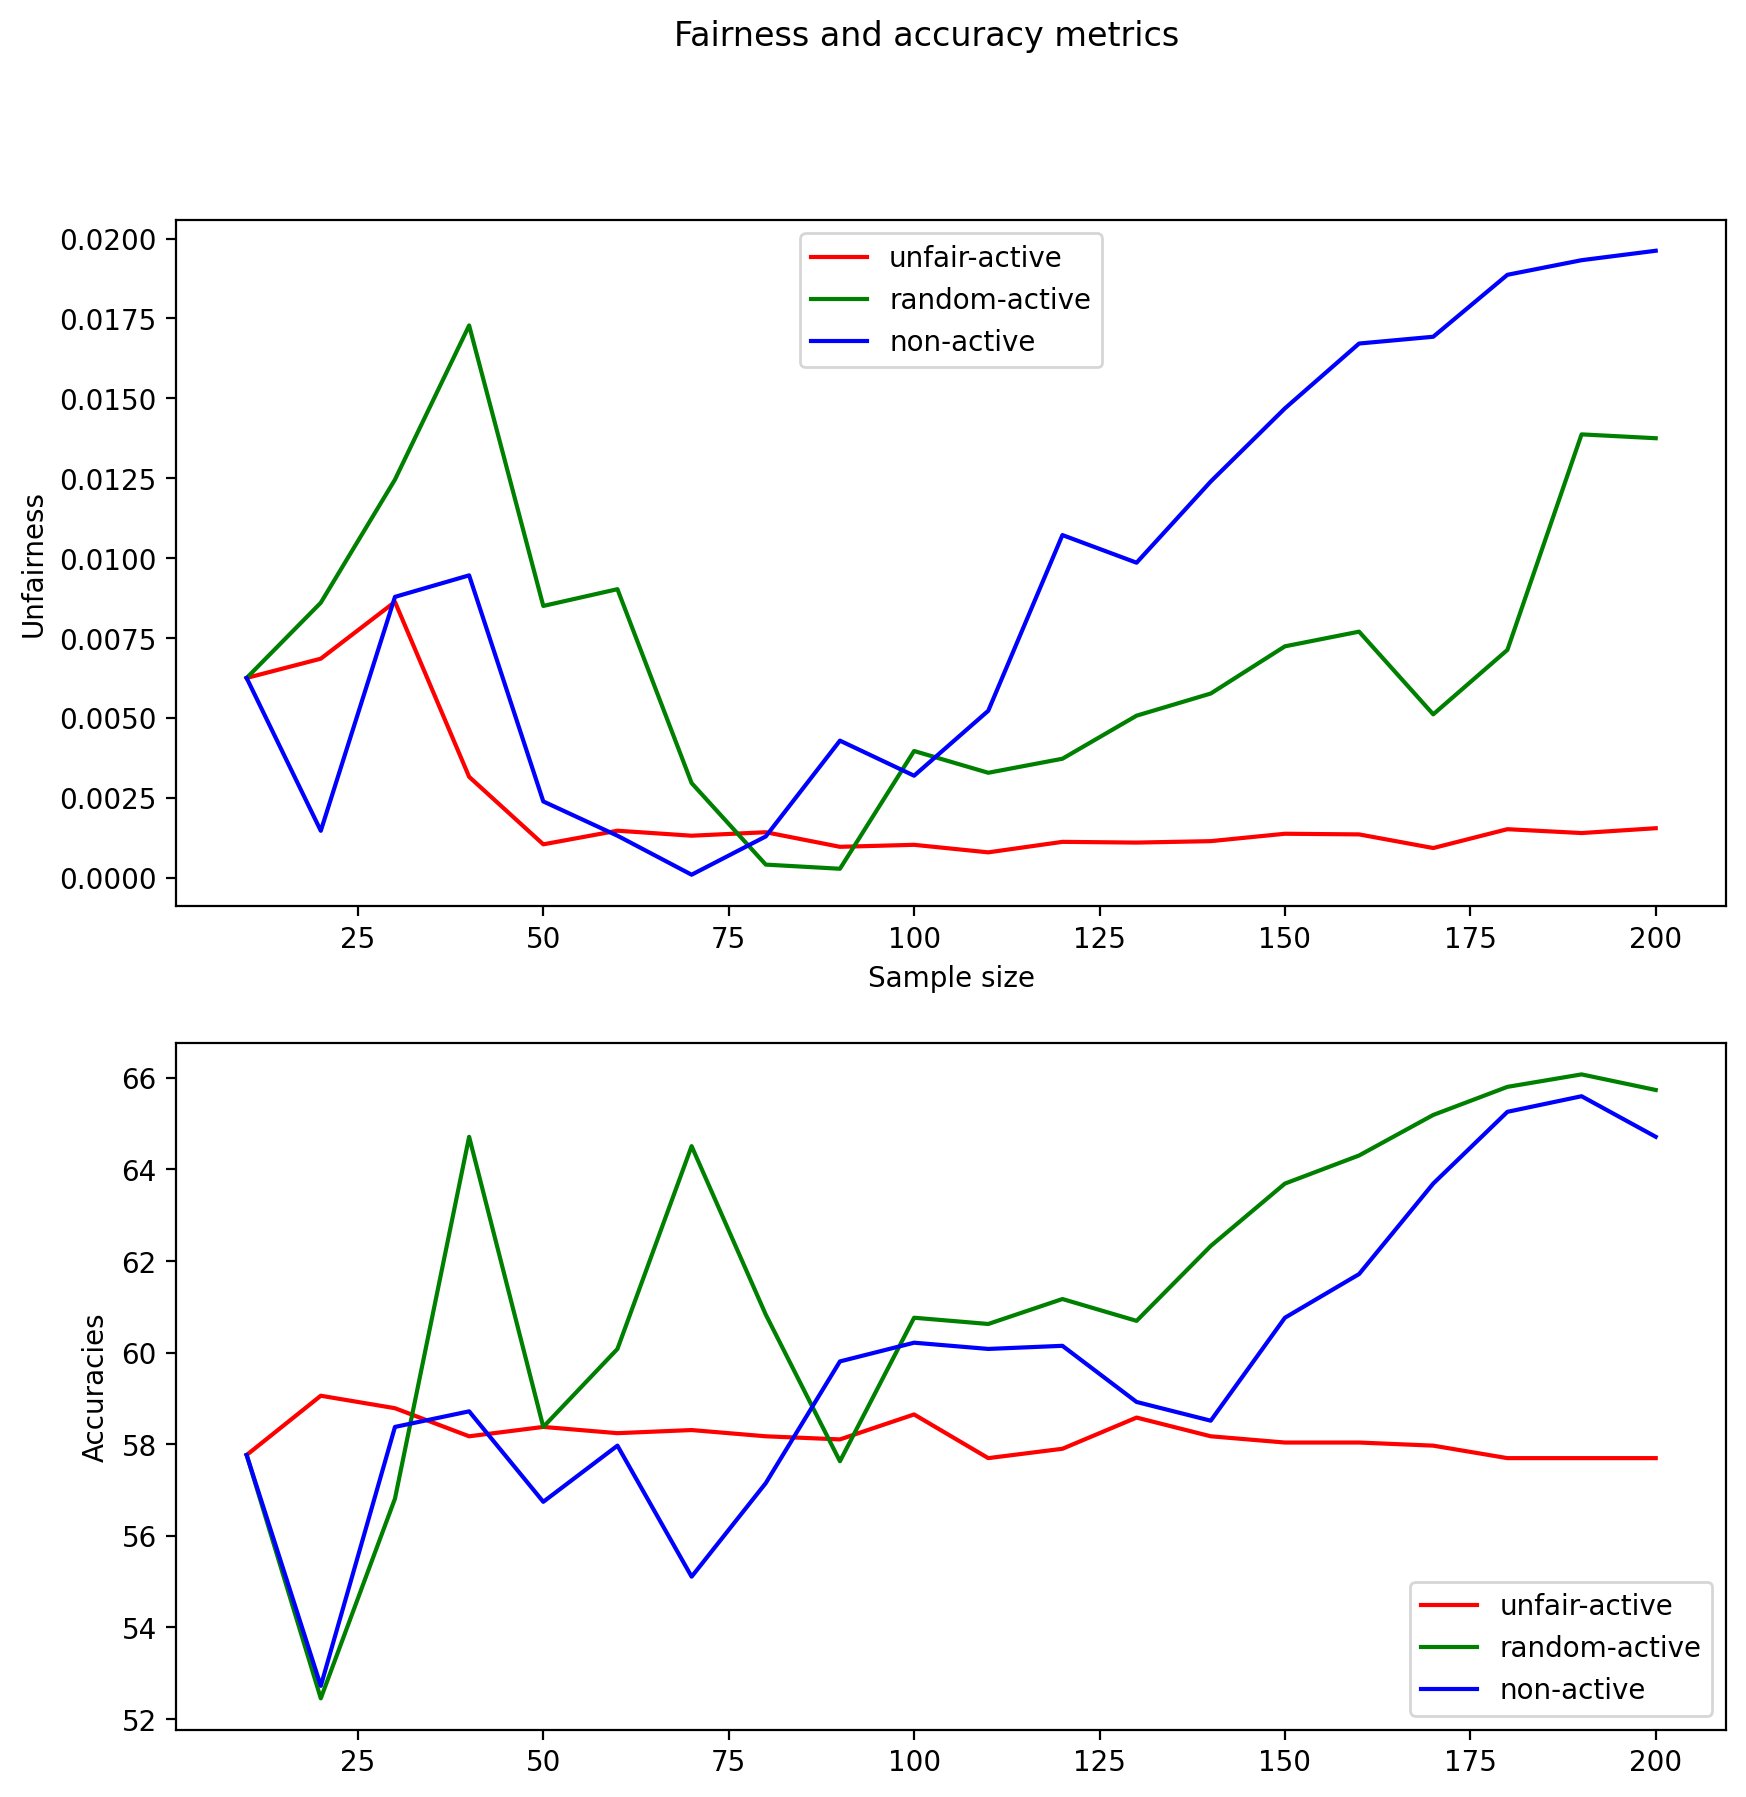 Fairness and accuracy metrics
0.0200
0.0175
0.0150
0.0125
0.0100
0.0075
0.0050
0.0025
0.0000
Unfairness
unfair-active
random-active
non-active
25 50 75 100 125 150 175 200
Sample size
66
64
62
60
58
56
54
52
Accuracies
unfair-active
random-active
non-active
25 50 75 100 125 150 175 200